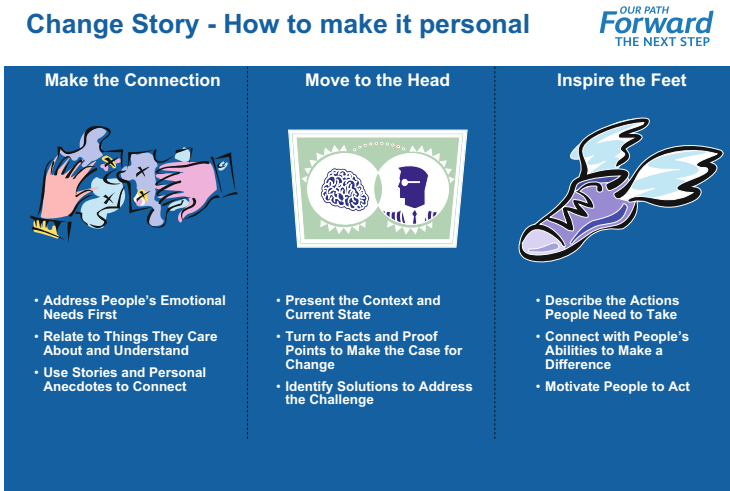 Change Story - How to make it personal
OUR PATH
Forward
THE NEXT STEP
Make the Connection
• Address People’s Emotional
Needs First
• Relate to Things They Care
About and Understand
• Use Stories and Personal
Anecdotes to Connect
Move to the Head
• Present the Context and
Current State
• Turn to Facts and Proof
Points to Make the Case for
Change
• Identify Solutions to Address
the Challenge
Inspire the Feet
• Describe the Actions
People Need to Take
• Connect with People’s
Abilities to Make a
Difference
• Motivate People to Act